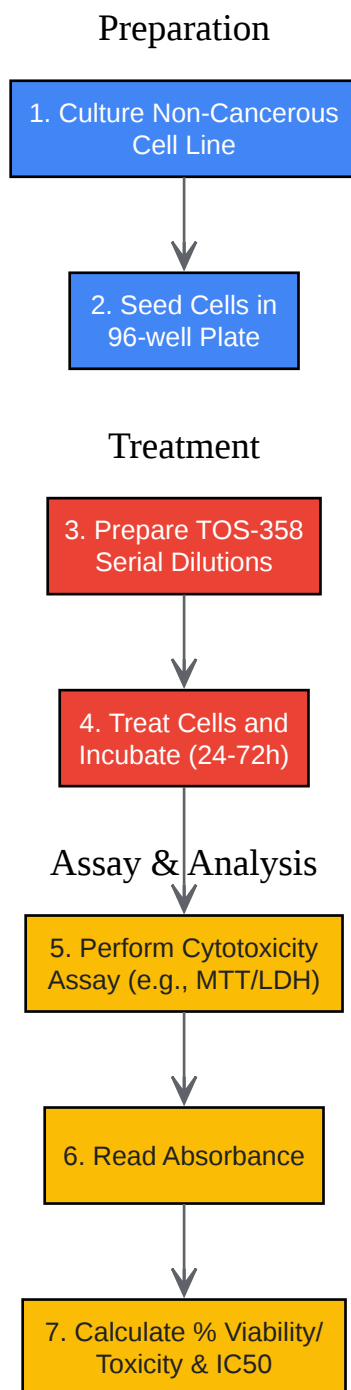 Preparation
1. Culture Non-Cancerous
Cell Line
2. Seed Cells in
96-well Plate
Treatment
3. Prepare TOS-358
Serial Dilutions
4. Treat Cells and
Incubate (24-72h)
Assay & Analysis
5. Perform Cytotoxicity
Assay (e.g., MTT/LDH)
6. Read Absorbance
7. Calculate % Viability/
Toxicity & IC50